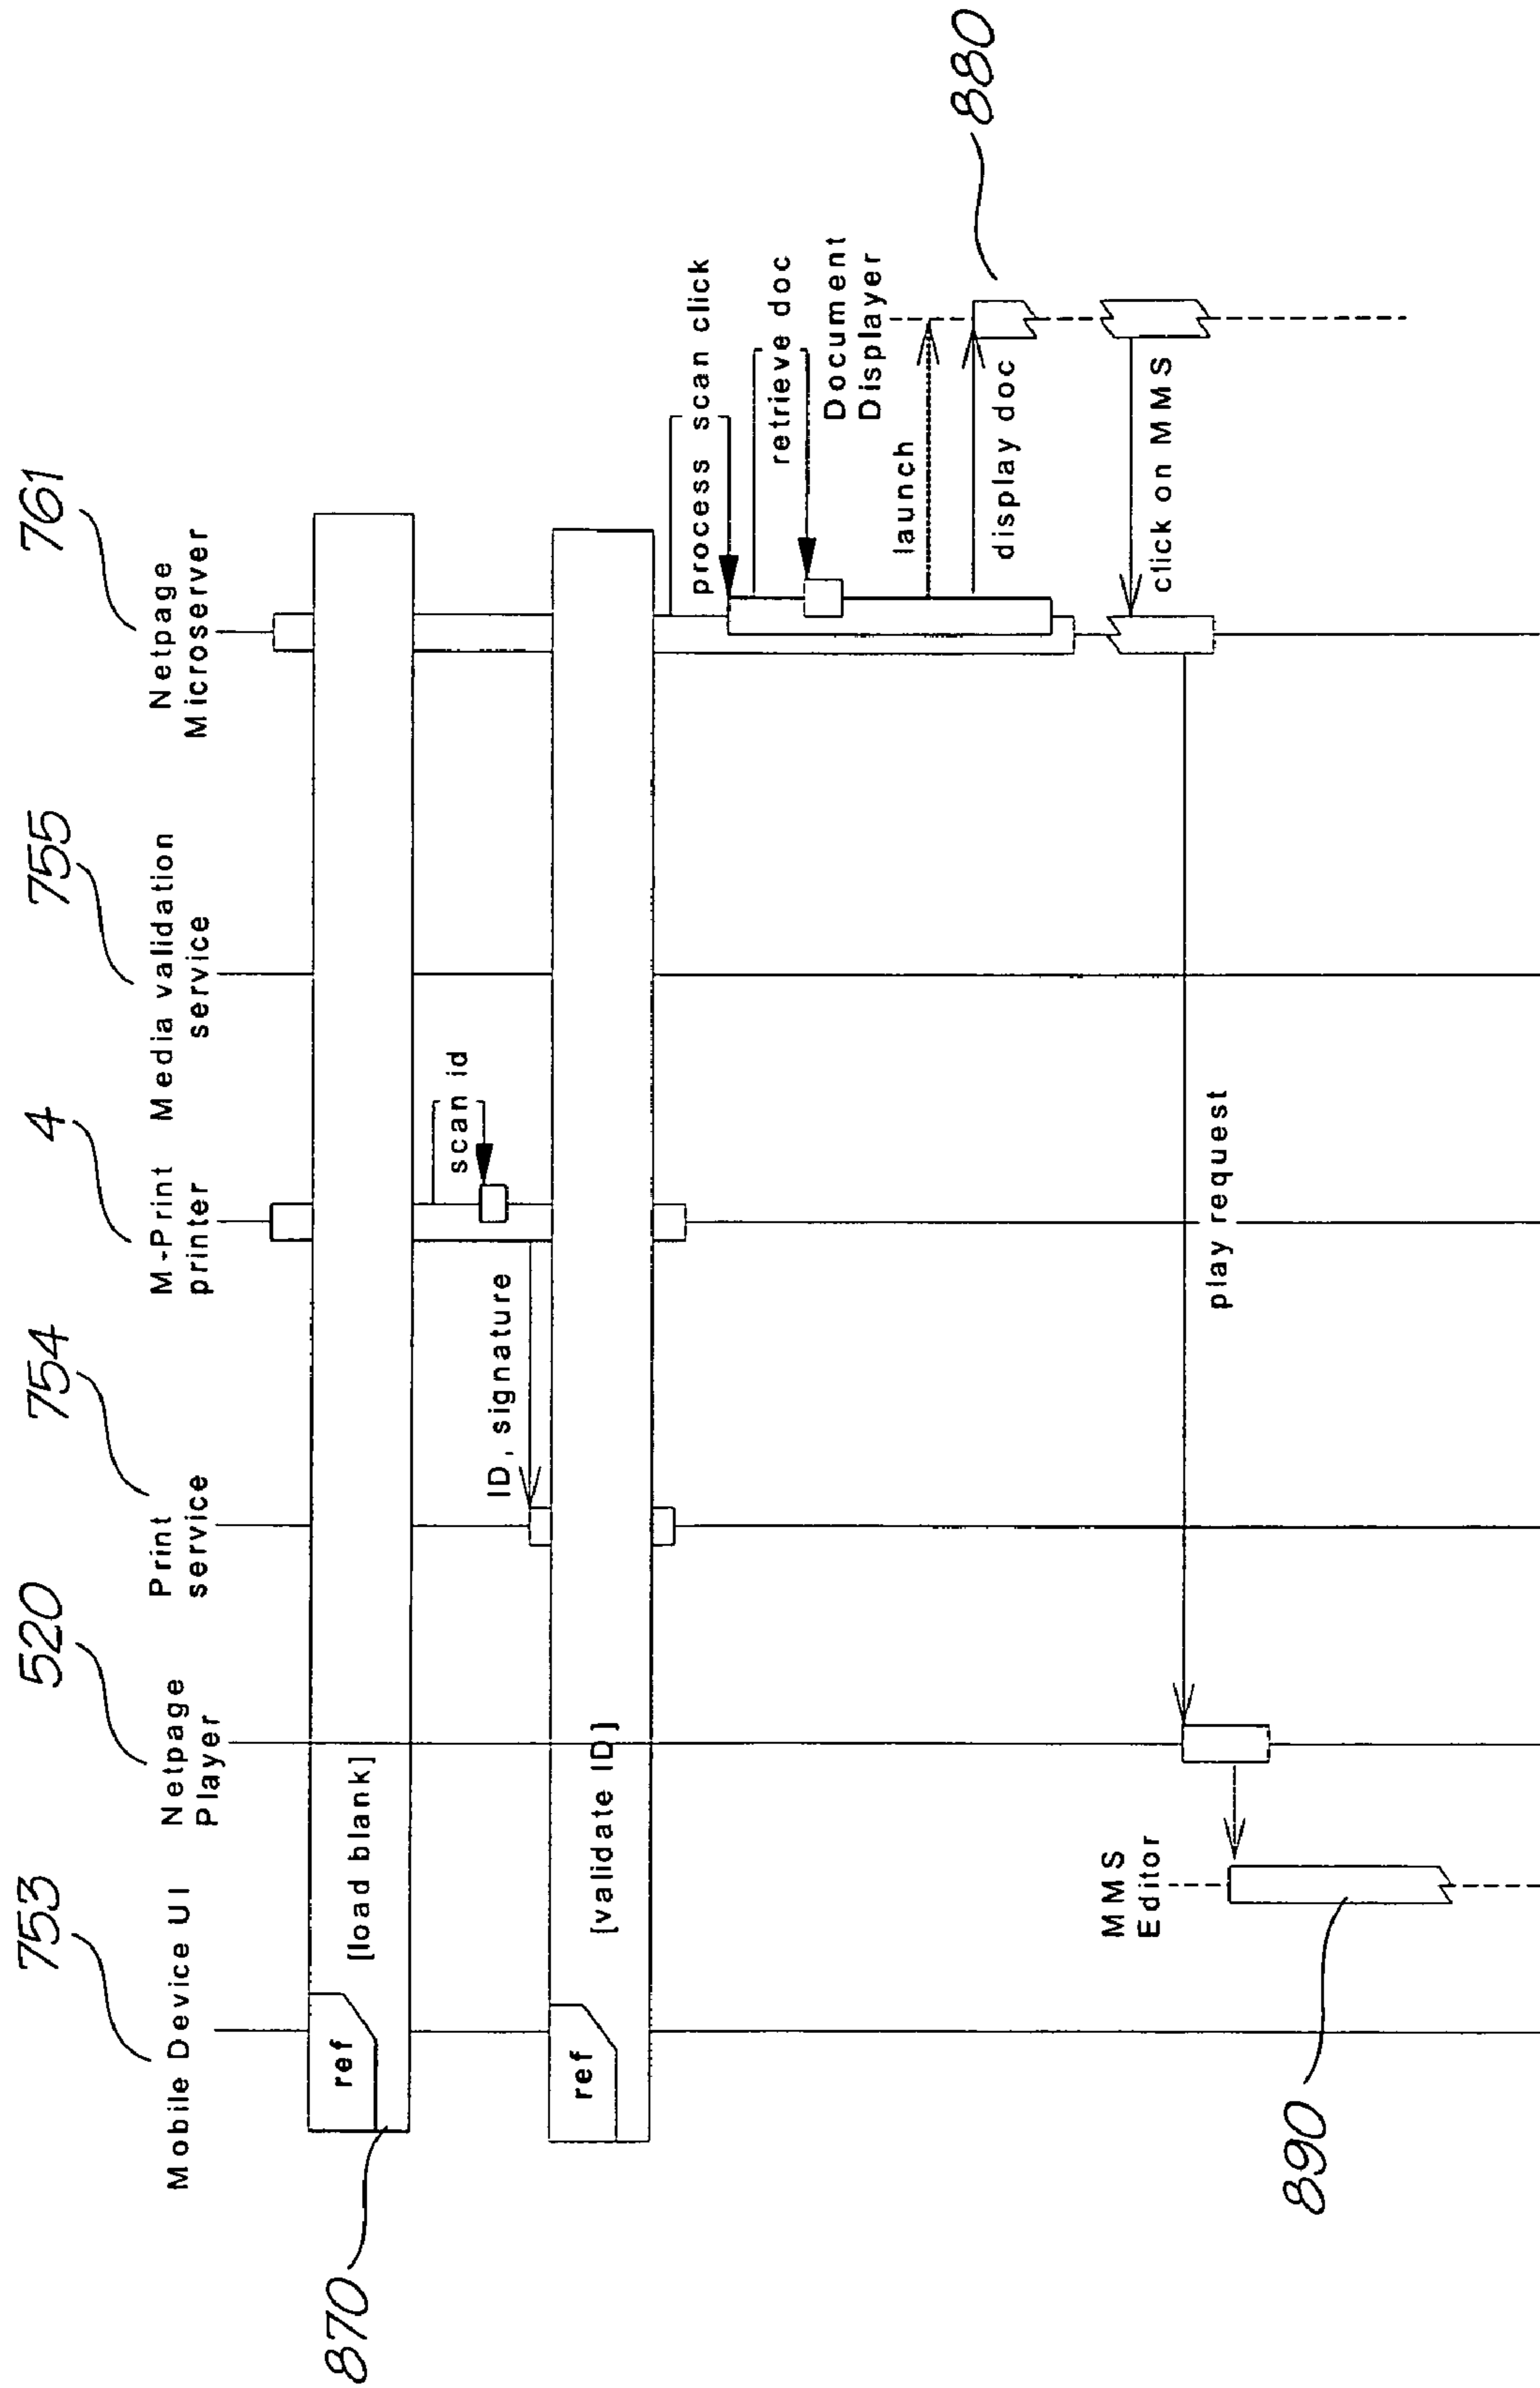 753
520
754
4
755
761
Mobile Device UI
Netpage
Player
Print
service
M-Print
printer
Media validation
service
Netpage
Microserver
870
ref
[load blank]
scan id
ID, signature
ref
[validate ID]
process scan click
retrieve doc
Document
Displayer
launch
880
display doc
click on MMS
play request
MMS
Editor
890